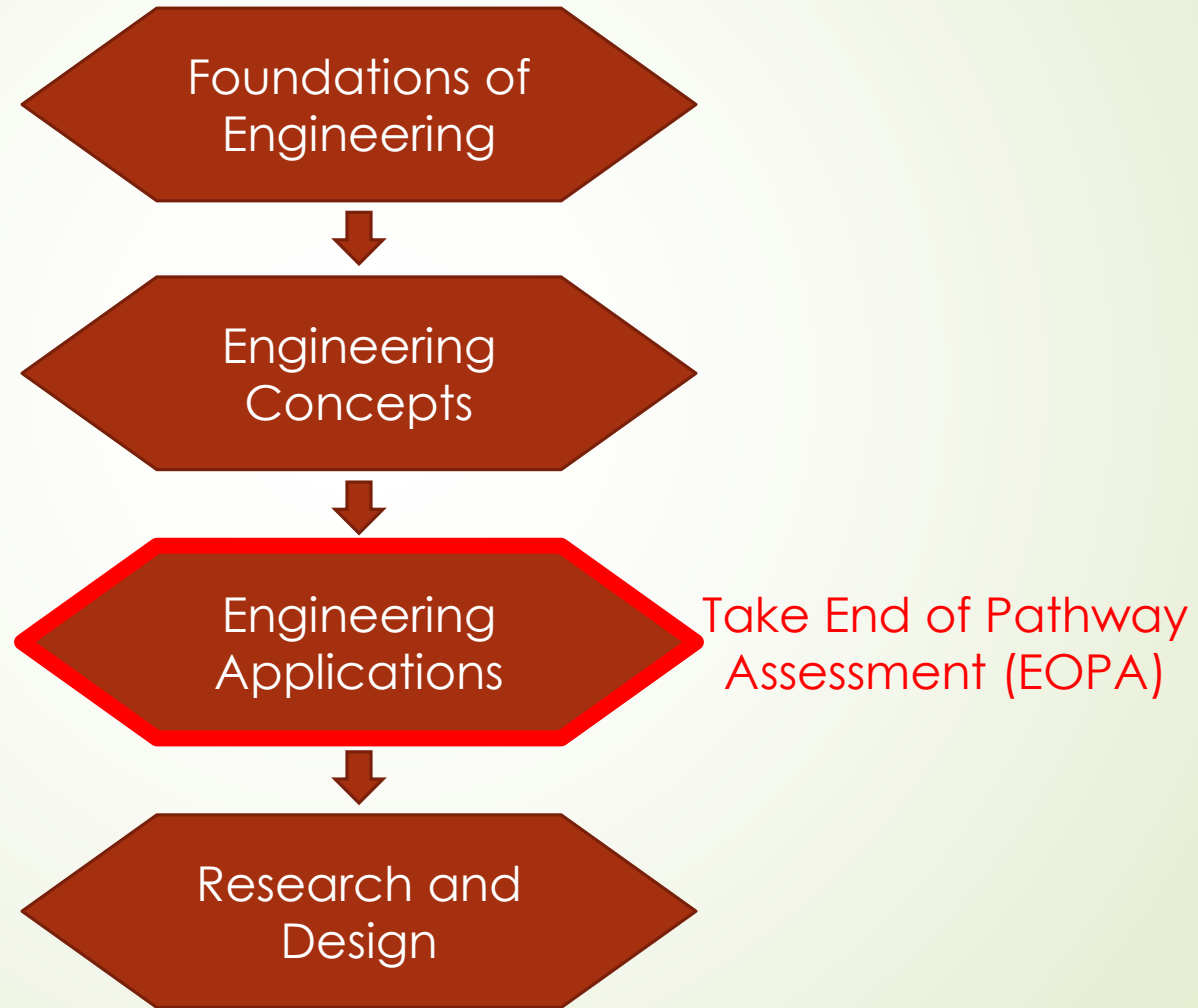 Foundations of
Engineering
Engineering
Concepts
Engineering
Applications
Take End of Pathway
Assessment (EOPA)
Research and
Design